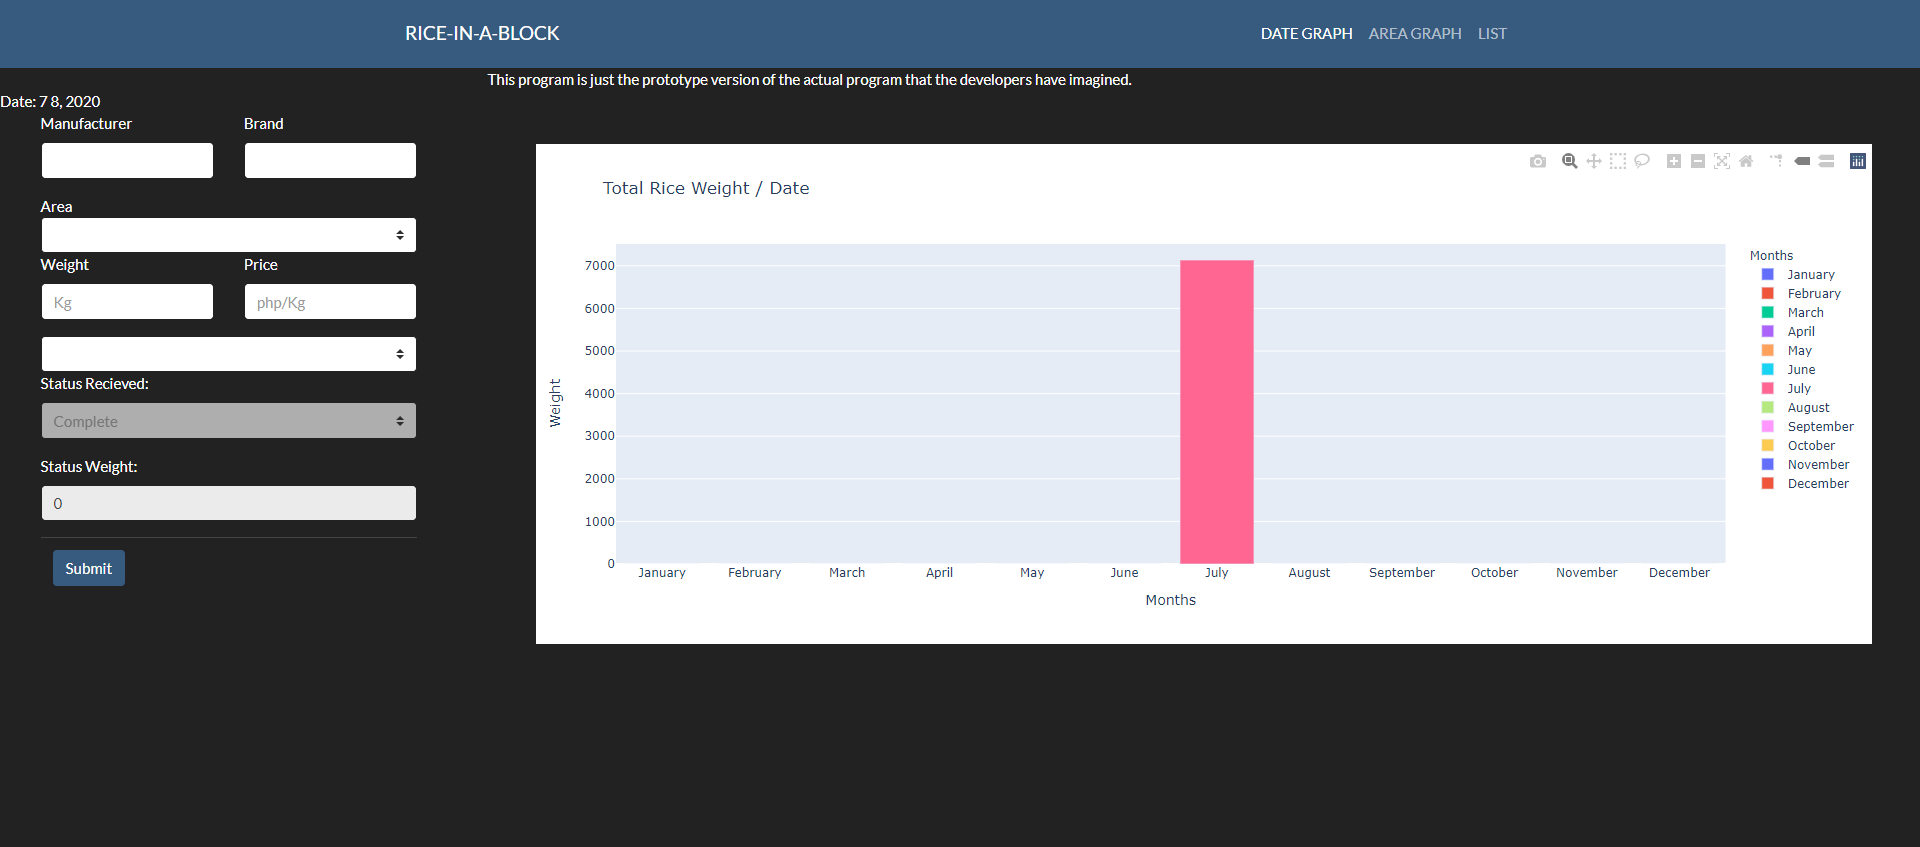 RICE-IN-A-BLOCK
DATE GRAPH AREA GRAPH LIST
This program is just the prototype version of the actual program that the developers have imagined.
Date: 7 8, 2020
Manufacturer Brand
Area
Weight Price
Kg php/Kg
Status Recieved:
Complete
Status Weight:
0
Submit
Total Rice Weight / Date
Weight
7000
6000
5000
4000
3000
2000
1000
0
January February March April May June July August September October November December
Months
Months
January
February
March
April
May
June
July
August
September
October
November
December